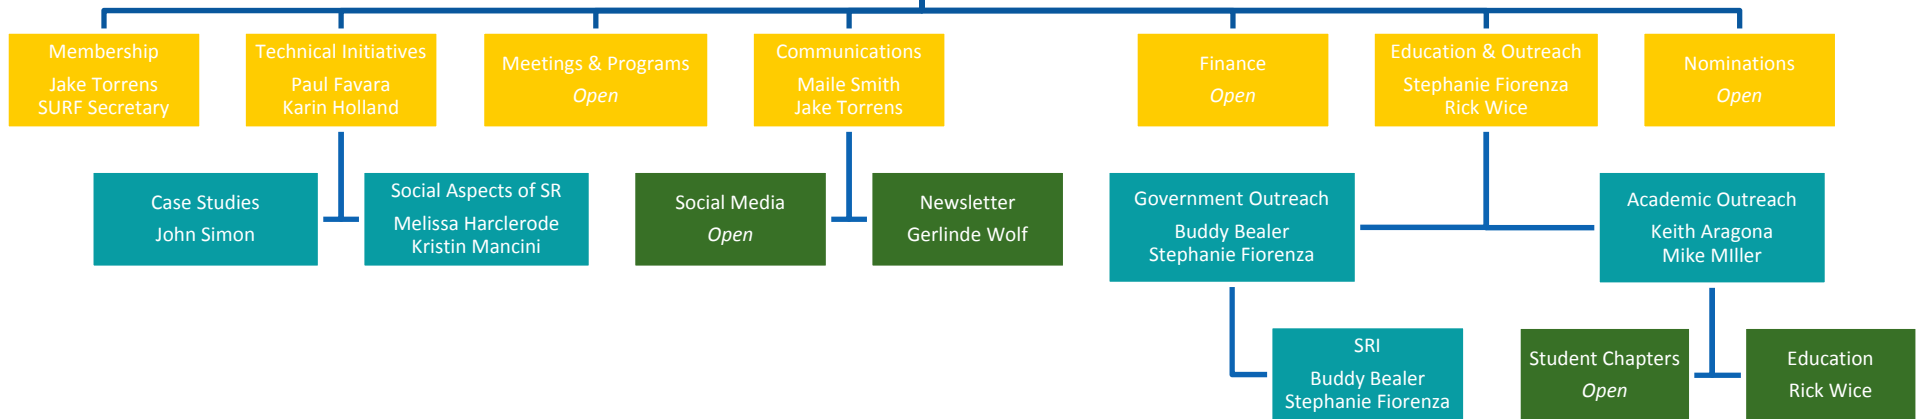 Membership
Jake Torrens
SURF Secretary
Technical Initiatives
Paul Favara
Karin Holland
Meetings & Programs
Open
Communications
Maile Smith
Jake Torrens
Finance
Open
Education & Outreach
Stephanie Fiorenza
Rick Wice
Nominations
Open
Case Studies
John Simon
Social Aspects of SR
Melissa Harclerode
Kristin Mancini
Social Media
Open
Newsletter
Gerlinde Wolf
Government Outreach
Buddy Bealer
Stephanie Fiorenza
Academic Outreach
Keith Aragona
Mike MIller
SRI
Buddy Bealer
Stephanie Fiorenza
Student Chapters
Open
Education
Rick Wice